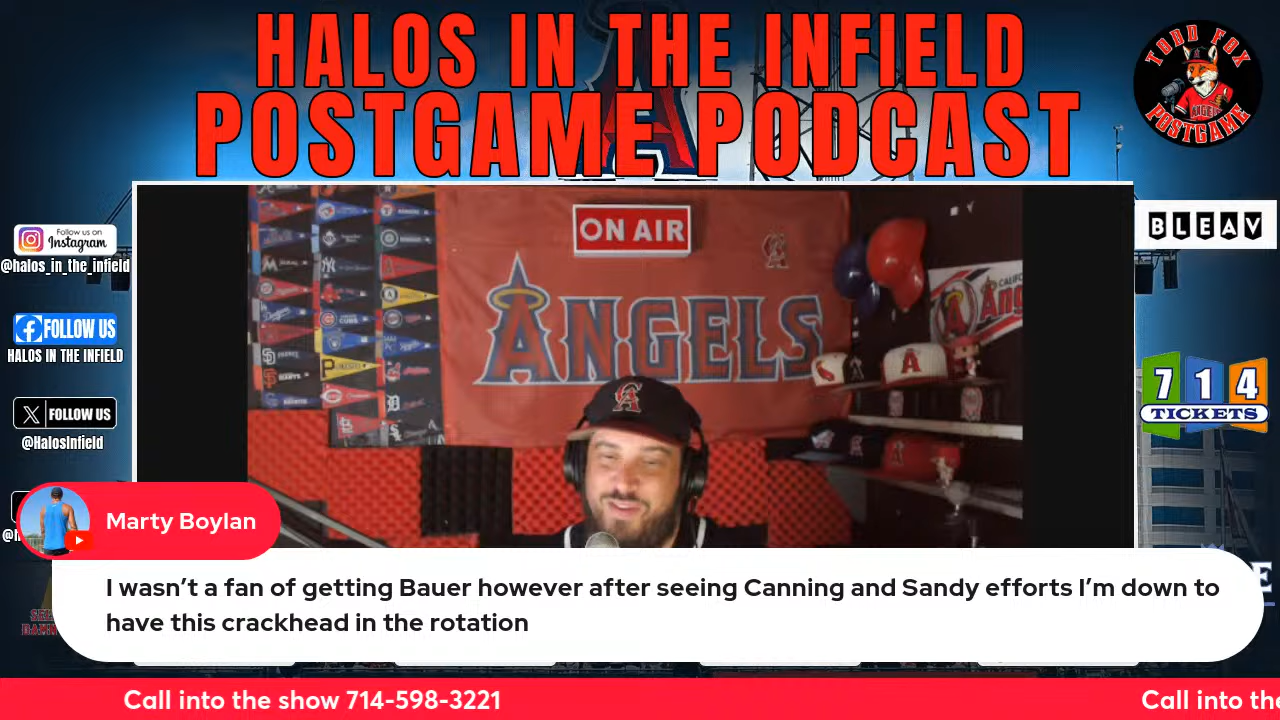 HALOS IN THE INFIELD
POSTGAME PODCAST
TODD FOX
ANGELS
POSTGAME
ON AIR
ANGELS
BLEAV
Follow us on
Instagram
@halos_in_the_infield
FOLLOW US
HALOS IN THE INFIELD
X FOLLOW US
@HalosInfield
714
TICKETS
CUBS
Marty Boylan
I wasn’t a fan of getting Bauer however after seeing Canning and Sandy efforts I’m down to
have this crackhead in the rotation
Call into the show 714-598-3221
Call into the